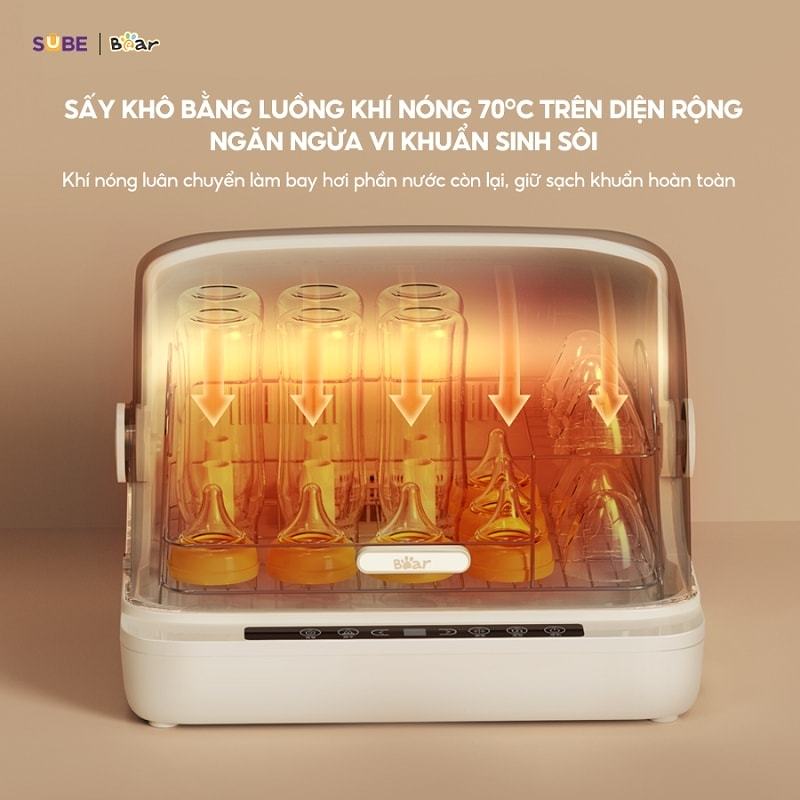 SUBE | Bear
SẤY KHÔ BẰNG LUỒNG KHÍ NÓNG 70°C TRÊN DIỆN RỘNG
NGĂN NGỪA VI KHUẨN SINH SÔI
Khí nóng luân chuyển làm bay hơi phần nước còn lại, giữ sạch khuẩn hoàn toàn
Bear